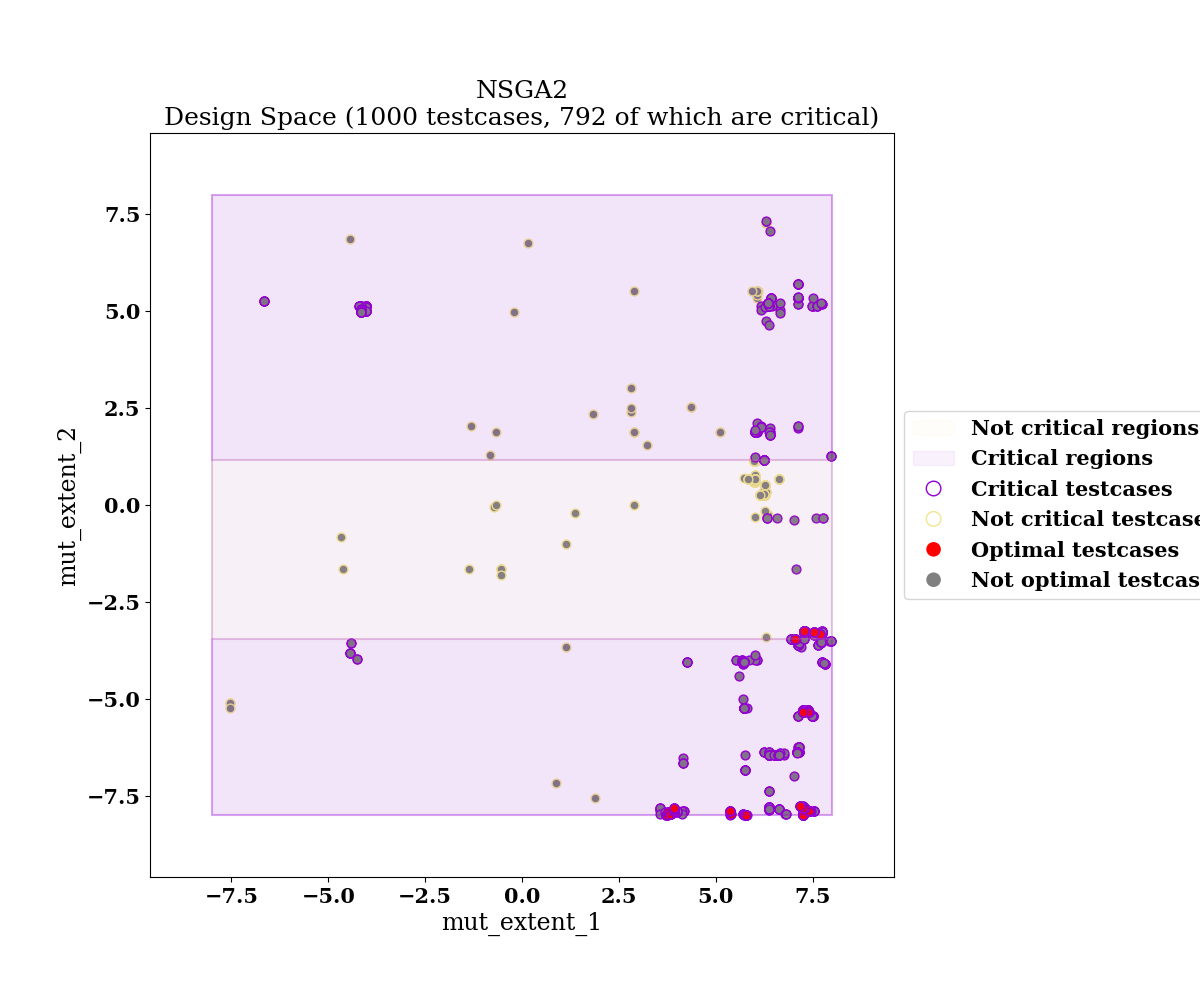 NSGA2
Design Space (1000 testcases, 792 of which are critical)
mut_extent_2
7.5
5.0
2.5
0.0
−2.5
−5.0
−7.5
−7.5 −5.0 −2.5 0.0 2.5 5.0 7.5
mut_extent_1
Not critical regions
Critical regions
Critical testcases
Not critical testcase
Optimal testcases
Not optimal testcas